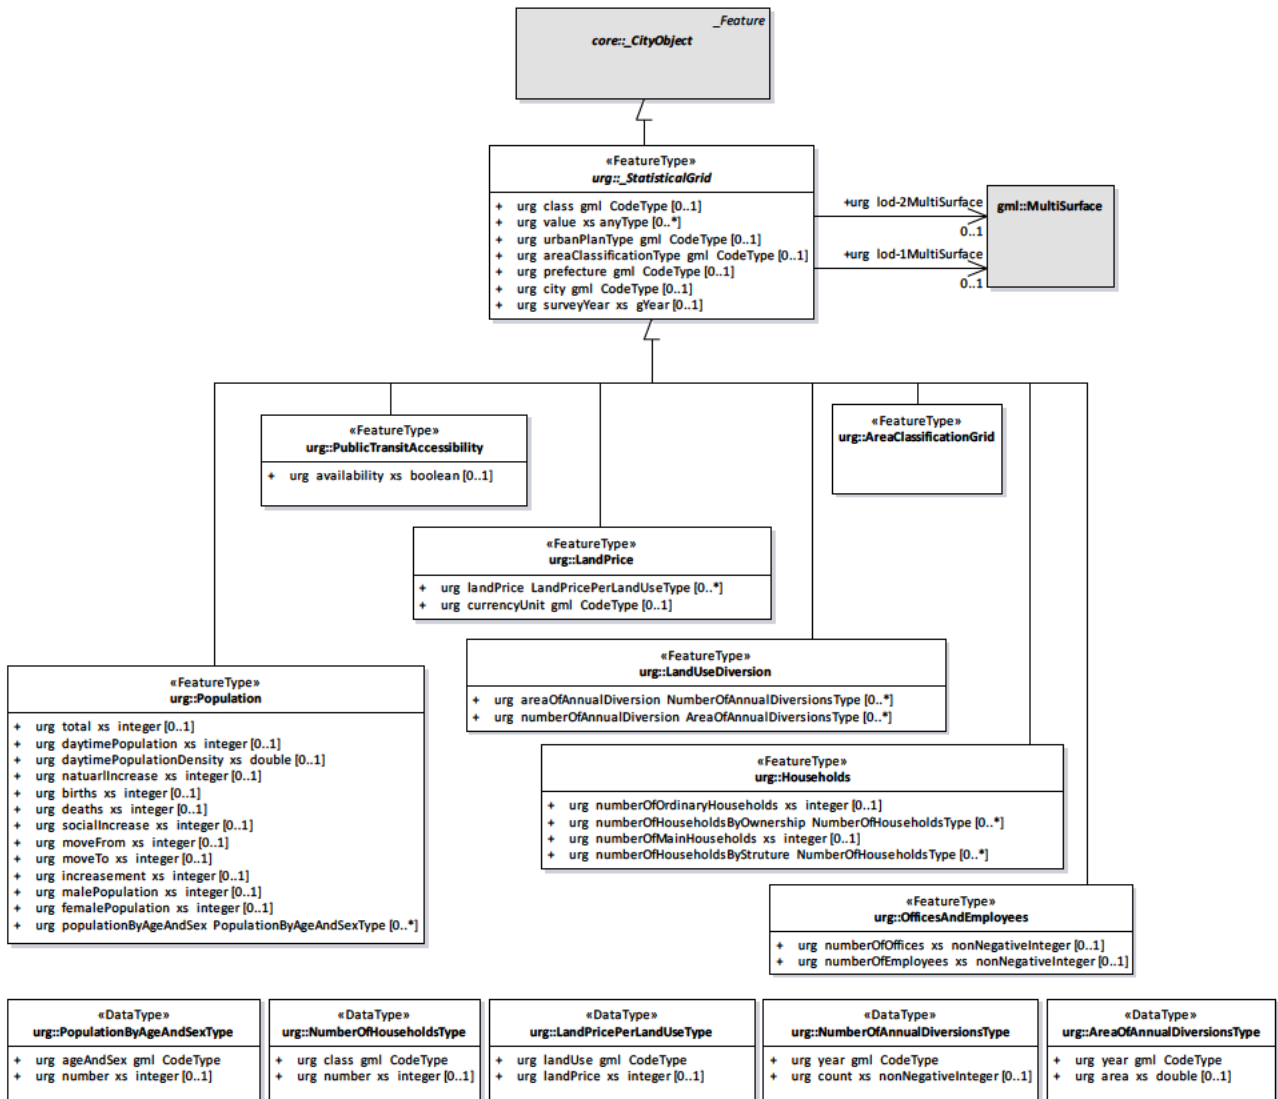 _Feature
core::_CityObject
«FeatureType»
urg::_StatisticalGrid
+ urg class gml CodeType [0..1]
+ urg value xs anyType [0..*]
+ urg urbanPlanType gml CodeType [0..1]
+ urg areaClassificationType gml CodeType [0..1]
+ urg prefecture gml CodeType [0..1]
+ urg city gml CodeType [0..1]
+ urg surveyYear xs gYear [0..1]
+urg lod-2MultiSurface
0..1
+urg lod-1MultiSurface
0..1
gml::MultiSurface
«FeatureType»
urg::PublicTransitAccessibility
+ urg availability xs boolean [0..1]
«FeatureType»
urg::AreaClassificationGrid
«FeatureType»
urg::LandPrice
+ urg landPrice LandPricePerLandUseType [0..*]
+ urg currencyUnit gml CodeType [0..1]
«FeatureType»
urg::LandUseDiversion
+ urg areaOfAnnualDiversion NumberOfAnnualDiversionsType [0..*]
+ urg numberOfAnnualDiversion AreaOfAnnualDiversionsType [0..*]
«FeatureType»
urg::Population
+ urg total xs integer [0..1]
+ urg daytimePopulation xs integer [0..1]
+ urg daytimePopulationDensity xs double [0..1]
+ urg natuarlIncrease xs integer [0..1]
+ urg births xs integer [0..1]
+ urg deaths xs integer [0..1]
+ urg socialIncrease xs integer [0..1]
+ urg moveFrom xs integer [0..1]
+ urg moveTo xs integer [0..1]
+ urg increasement xs integer [0..1]
+ urg malePopulation xs integer [0..1]
+ urg femalePopulation xs integer [0..1]
+ urg populationByAgeAndSex PopulationByAgeAndSexType [0..*]
«FeatureType»
urg::Households
+ urg numberOfOrdinaryHouseholds xs integer [0..1]
+ urg numberOfHouseholdsByOwnership NumberOfHouseholdsType [0..*]
+ urg numberOfMainHouseholds xs integer [0..1]
+ urg numberOfHouseholdsByStruture NumberOfHouseholdsType [0..*]
«FeatureType»
urg::OfficesAndEmployees
+ urg numberOfOffices xs nonNegativeInteger [0..1]
+ urg numberOfEmployees xs nonNegativeInteger [0..1]
«DataType»
urg::PopulationByAgeAndSexType
+ urg ageAndSex gml CodeType
+ urg number xs integer [0..1]
«DataType»
urg::NumberOfHouseholdsType
+ urg class gml CodeType
+ urg number xs integer [0..1]
«DataType»
urg::LandPricePerLandUseType
+ urg landUse gml CodeType
+ urg landPrice xs integer [0..1]
«DataType»
urg::NumberOfAnnualDiversionsType
+ urg year gml CodeType
+ urg count xs nonNegativeInteger [0..1]
«DataType»
urg::AreaOfAnnualDiversionsType
+ urg year gml CodeType
+ urg area xs double [0..1]